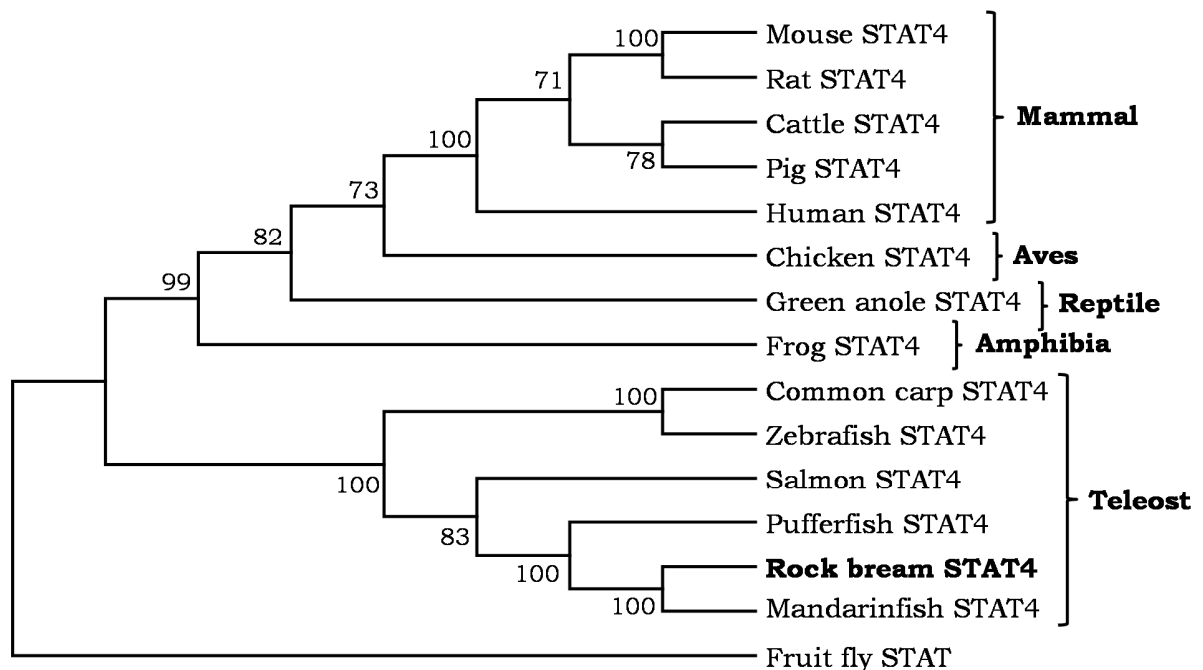 100
Mouse STAT4
Rat STAT4
71
Cattle STAT4
78
Pig STAT4
100
Human STAT4
Mammal
73
Chicken STAT4
Aves
82
Green anole STAT4
Reptile
99
Frog STAT4
Amphibia
100
Common carp STAT4
Zebrafish STAT4
100
Salmon STAT4
Teleost
83
Pufferfish STAT4
100
Rock bream STAT4
100
Mandarinfish STAT4
Fruit fly STAT